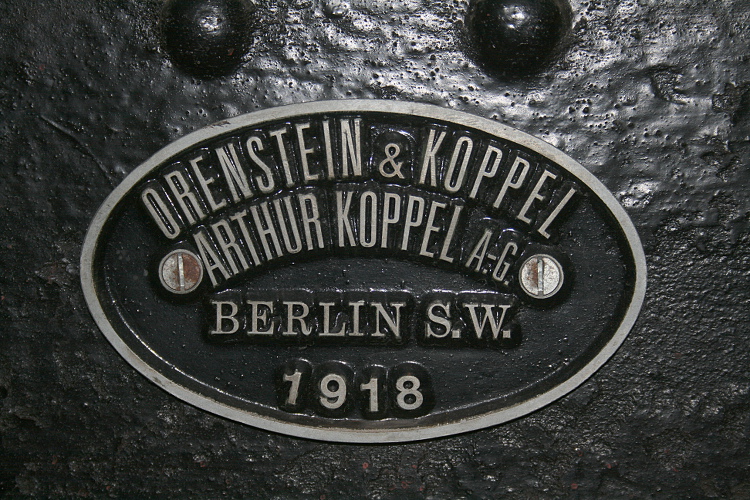 ORENSTEIN & KOPPEL
ARTHUR KOPPEL A.-G.
BERLIN S.W.
1918